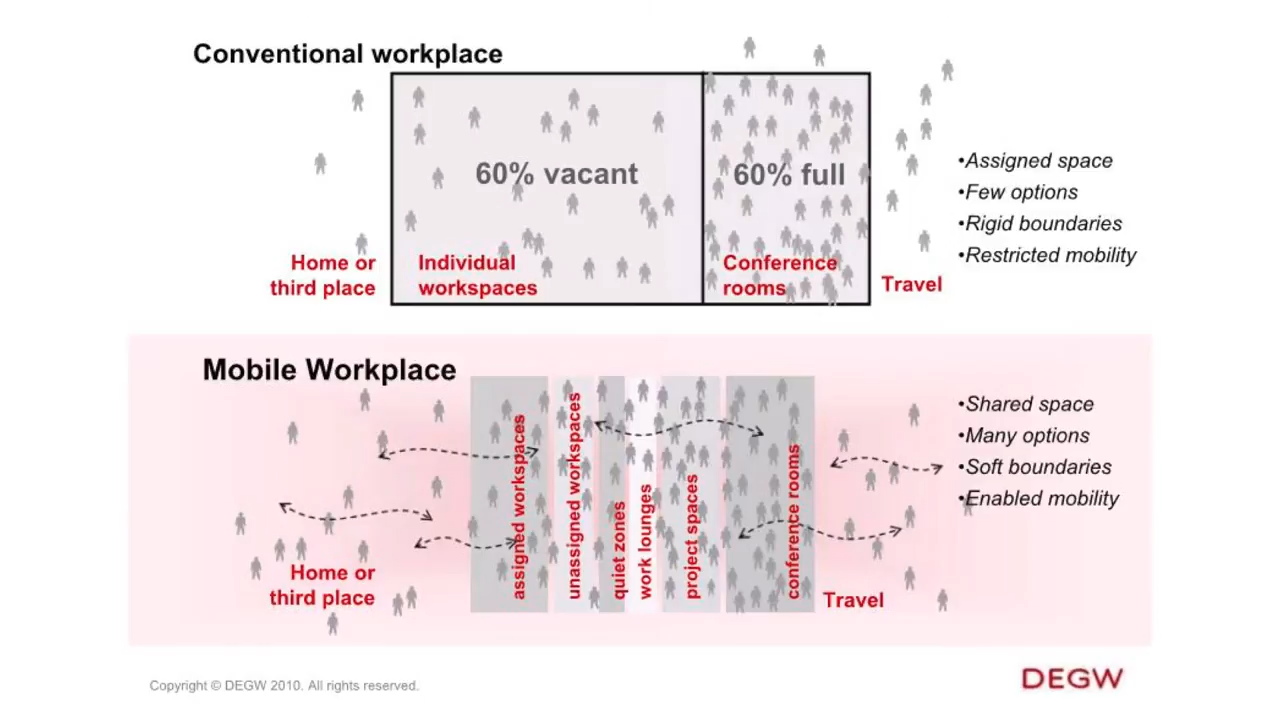 Conventional workplace
60% vacant
60% full
•Assigned space
•Few options
•Rigid boundaries
•Restricted mobility
Home or
third place
Individual
workspaces
Conference
rooms
Travel
Mobile Workplace
assigned workspaces
unassigned workspaces
quiet zones
work lounges
project spaces
conference rooms
•Shared space
•Many options
•Soft boundaries
•Enabled mobility
Home or
third place
Travel
Copyright © DEGW 2010. All rights reserved.
DEGW